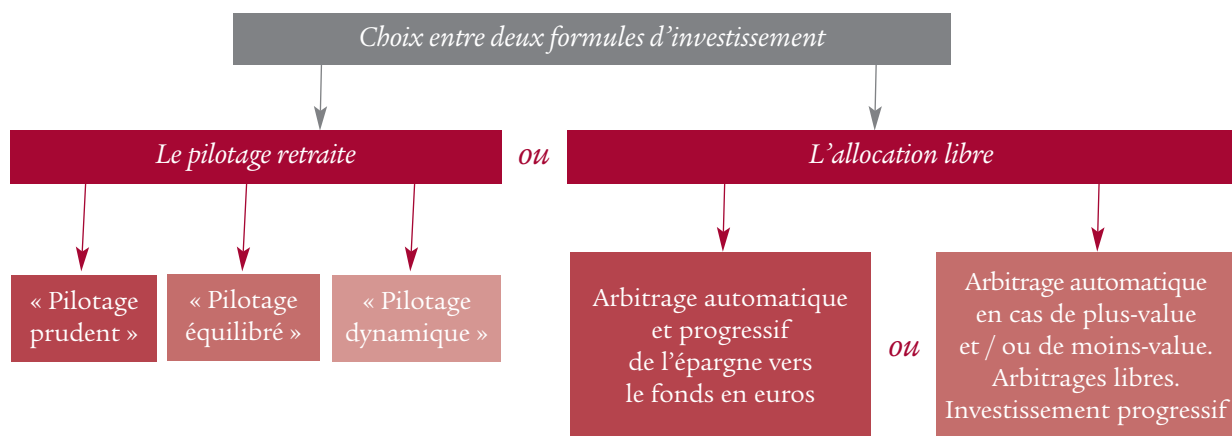 Choix entre deux formules d’investissement
Le pilotage retraite
ou
L’allocation libre
« Pilotage
prudent »
« Pilotage
équilibré »
« Pilotage
dynamique »
Arbitrage automatique
et progressif
de l’épargne vers
le fonds en euros
ou
Arbitrage automatique
en cas de plus-value
et / ou de moins-value.
Arbitrages libres.
Investissement progressif